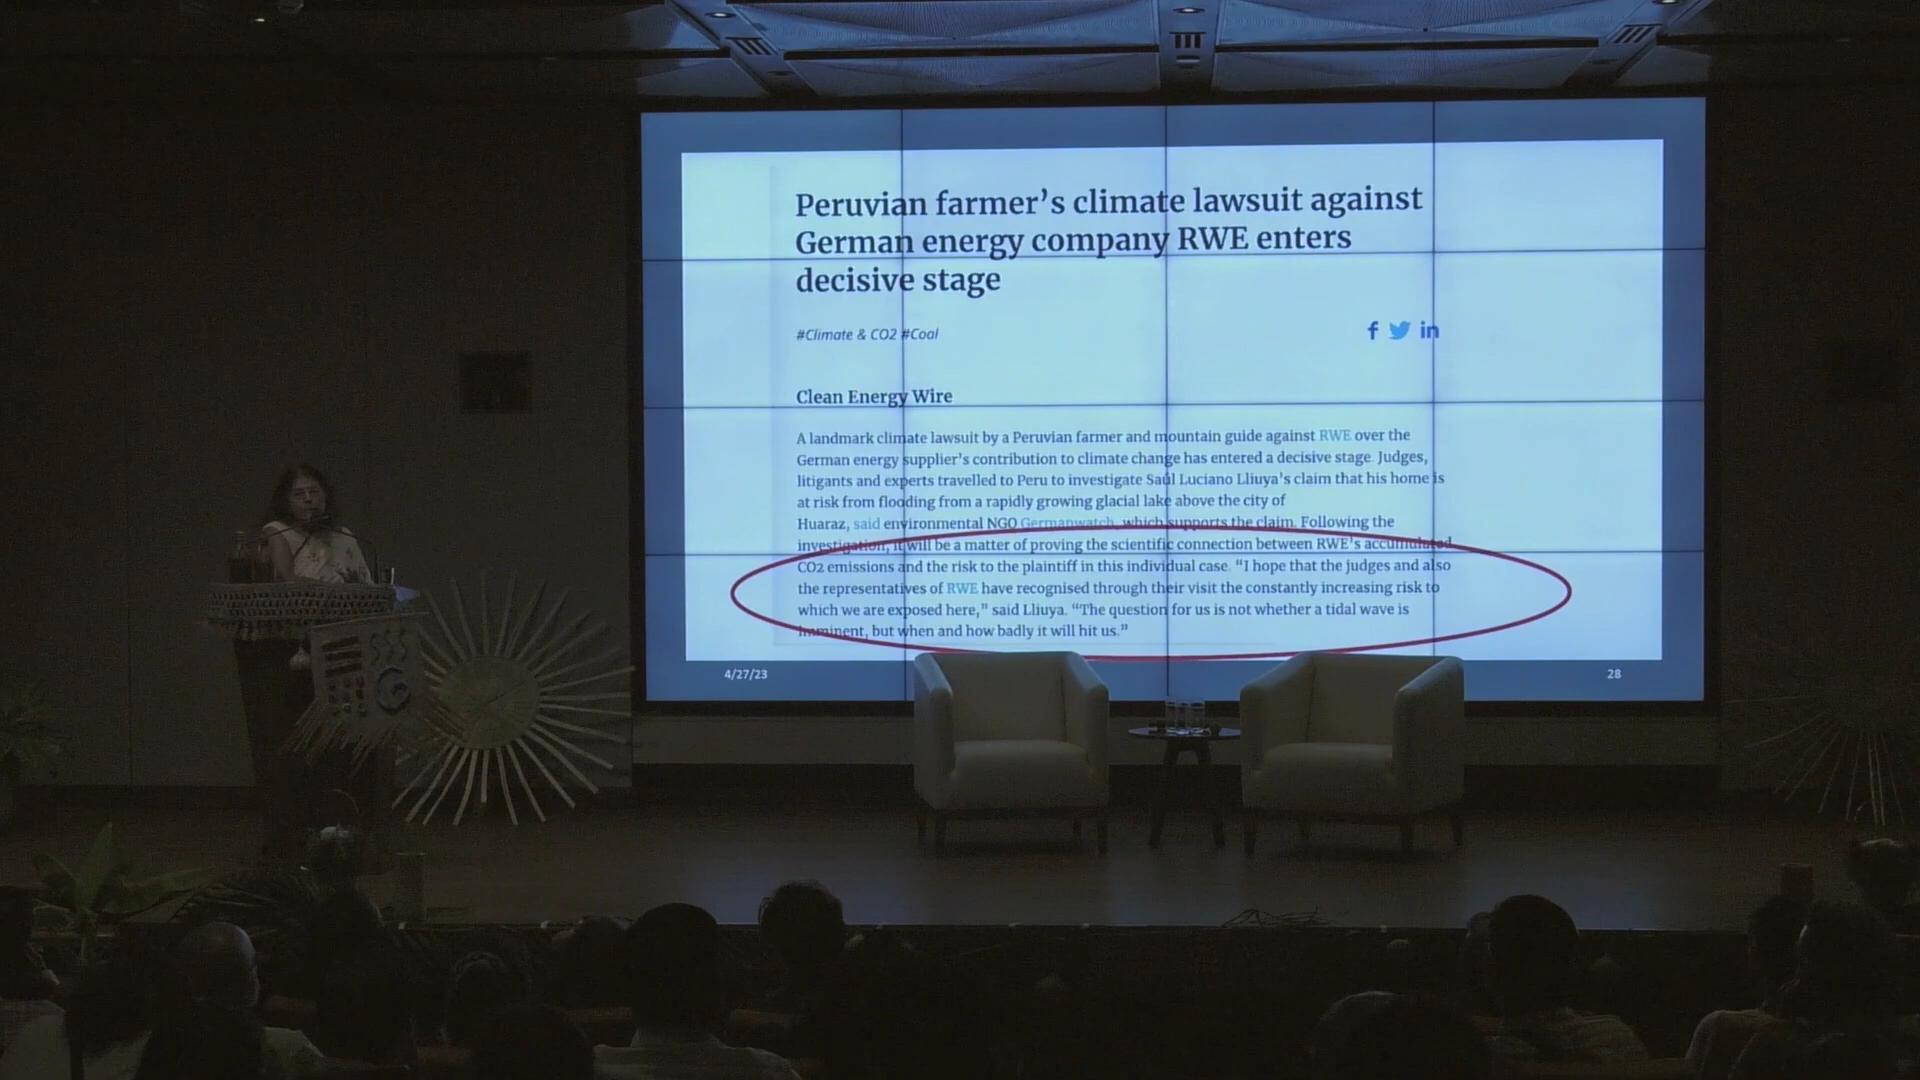 Peruvian farmer's climate lawsuit against
German energy company RWE enters
decisive stage
#Climate & CO2 #Coal
f in
Clean Energy Wire
A landmark climate lawsuit by a Peruvian farmer and mountain guide against RWE over the
German energy supplier's contribution to climate change has entered a decisive stage. Judges,
litigants and experts travelled to Peru to investigate Saúl Luciano Lliuya's claim that his home is
at risk from flooding from a rapidly growing glacial lake above the city of
Huaraz, said environmental NGO Germanwatch, which supports the claim. Following the
investigation, it will be a matter of proving the scientific connection between RWE's accumulated
CO2 emissions and the risk to the plaintiff in this individual case. “I hope that the judges and also
the representatives of RWE have recognised through their visit the constantly increasing risk to
which we are exposed here,” said Lliuya. “The question for us is not whether a tidal wave is
imminent, but when and how badly it will hit us.”
4/27/23
28